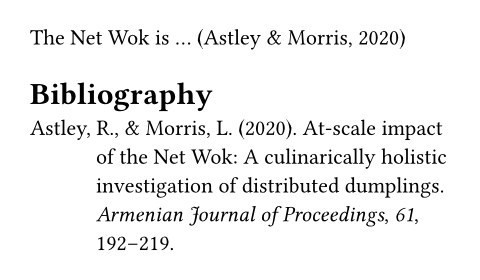 The Net Wok is … (Astley & Morris, 2020)
Bibliography
Astley, R., & Morris, L. (2020). At-scale impact
of the Net Wok: A culinarically holistic
investigation of distributed dumplings.
Armenian Journal of Proceedings, 61,
192–219.